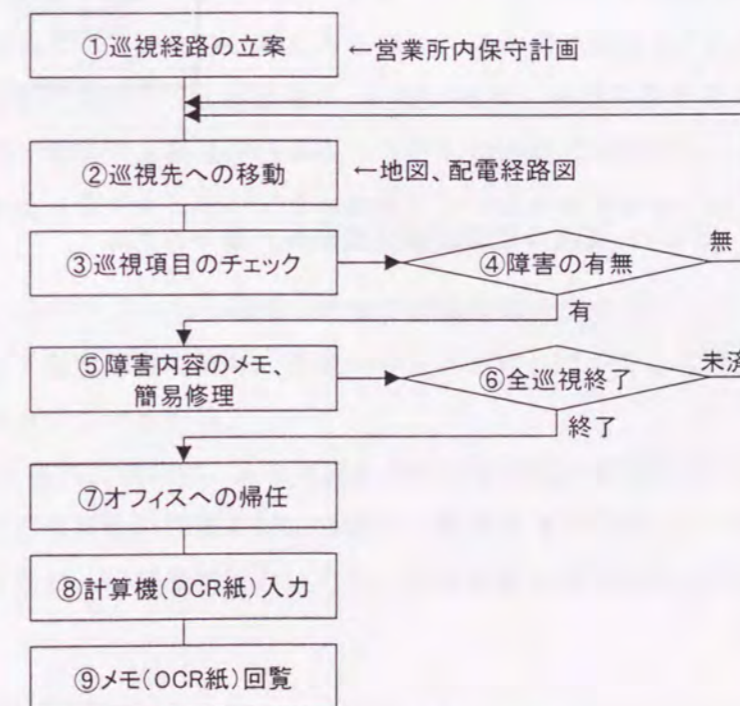 ①巡視経路の立案 ←営業所内保守計画
②巡視先への移動 ←地図、配電経路図
③巡視項目のチェック ④障害の有無 無
有
⑤障害内容のメモ、
簡易修理
⑥全巡視終了 未済
終了
⑦オフィスへの帰任
⑧計算機(OCR紙)入力
⑨メモ(OCR紙)回覧